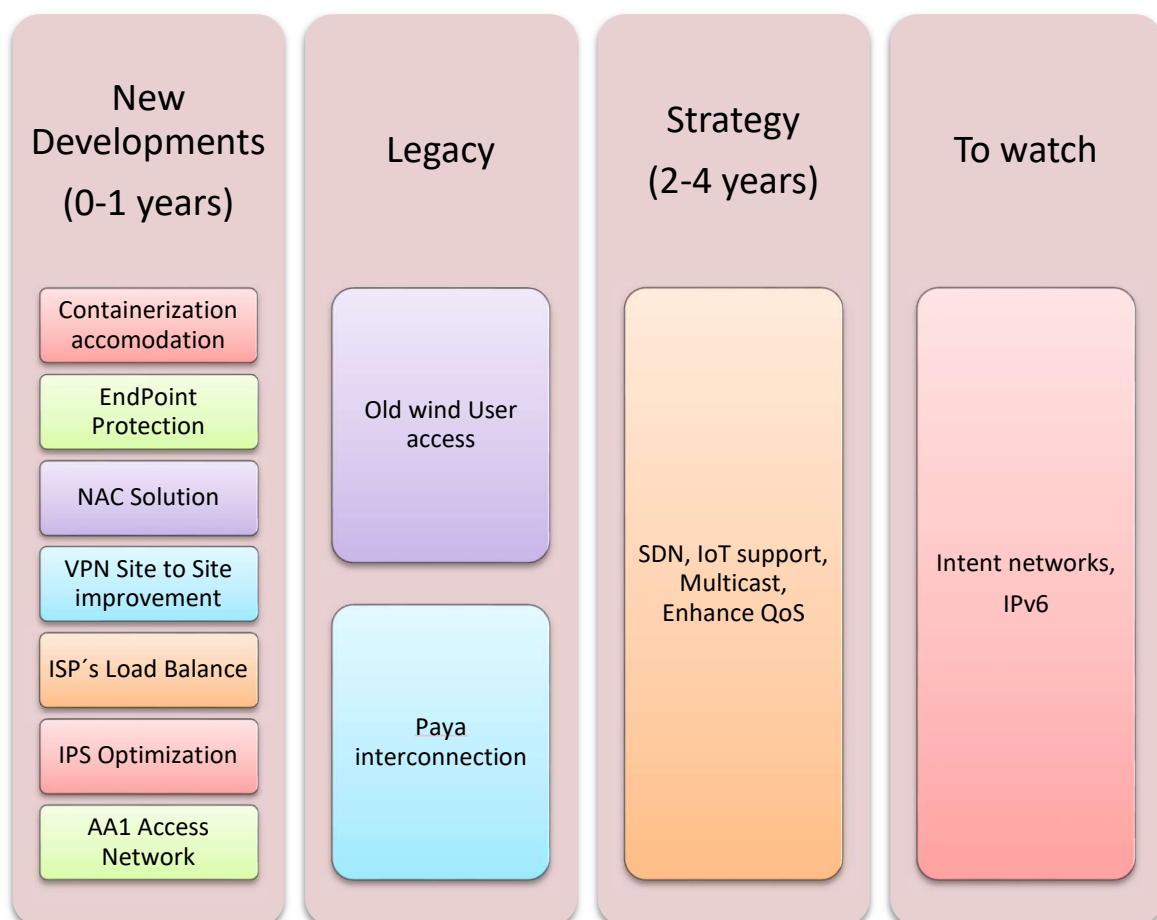 New
Developments
(0-1 years)
Containerization
accomodation
EndPoint
Protection
NAC Solution
VPN Site to Site
improvement
ISP´s Load Balance
IPS Optimization
AA1 Access
Network
Legacy
Old wind User
access
Paya
interconnection
Strategy
(2-4 years)
SDN, IoT support,
Multicast,
Enhance QoS
To watch
Intent networks,
IPv6